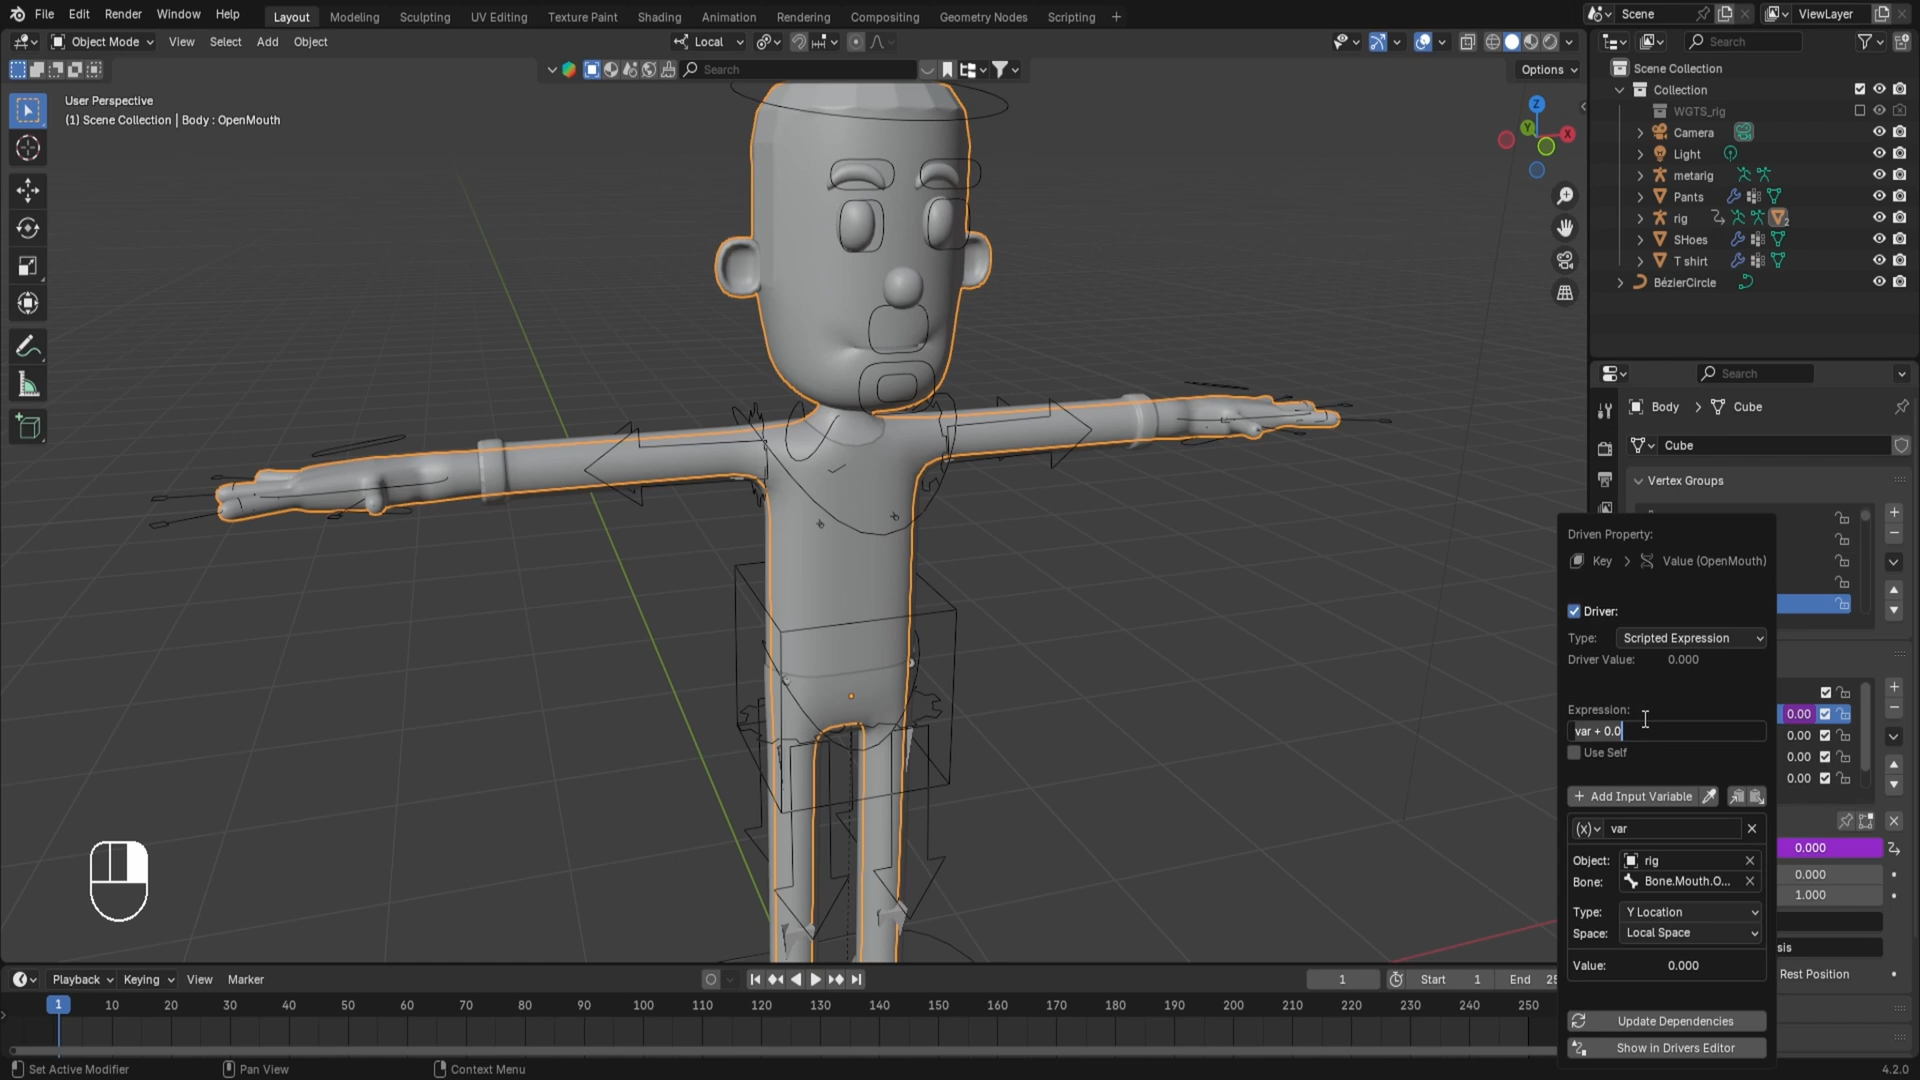 File Edit Render Window Help Layout Modeling Sculpting UV Editing Texture Paint Shading Animation Rendering Compositing Geometry Nodes Scripting + Scene ViewLayer
Object Mode View Select Add Object Local Search
Search Options
User Perspective
(1) Scene Collection | Body : OpenMouth
Z
Y
X
Scene Collection
Collection
WGTS_rig
Camera
Light
metarig
Pants
rig
2
SHoes
T shirt
BézierCircle
Search
Body > Cube
Cube
Vertex Groups
Driven Property:
Key > Value (OpenMouth)
Driver:
Type: Scripted Expression
Driver Value: 0.000
Expression:
var + 0.0
Use Self
0.00
0.00
0.00
0.00
+ Add Input Variable
(x) var
Object: rig
Bone: Bone.Mouth.O...
Type: Y Location
Space: Local Space
Value: 0.000
0.000
0.000
1.000
sis
Rest Position
Update Dependencies
Show in Drivers Editor
Playback Keying View Marker 1 Start 1 End 25
1 10 20 30 40 50 60 70 80 90 100 110 120 130 140 150 160 170 180 190 200 210 220 230 240 250
Set Active Modifier Pan View Context Menu 4.2.0